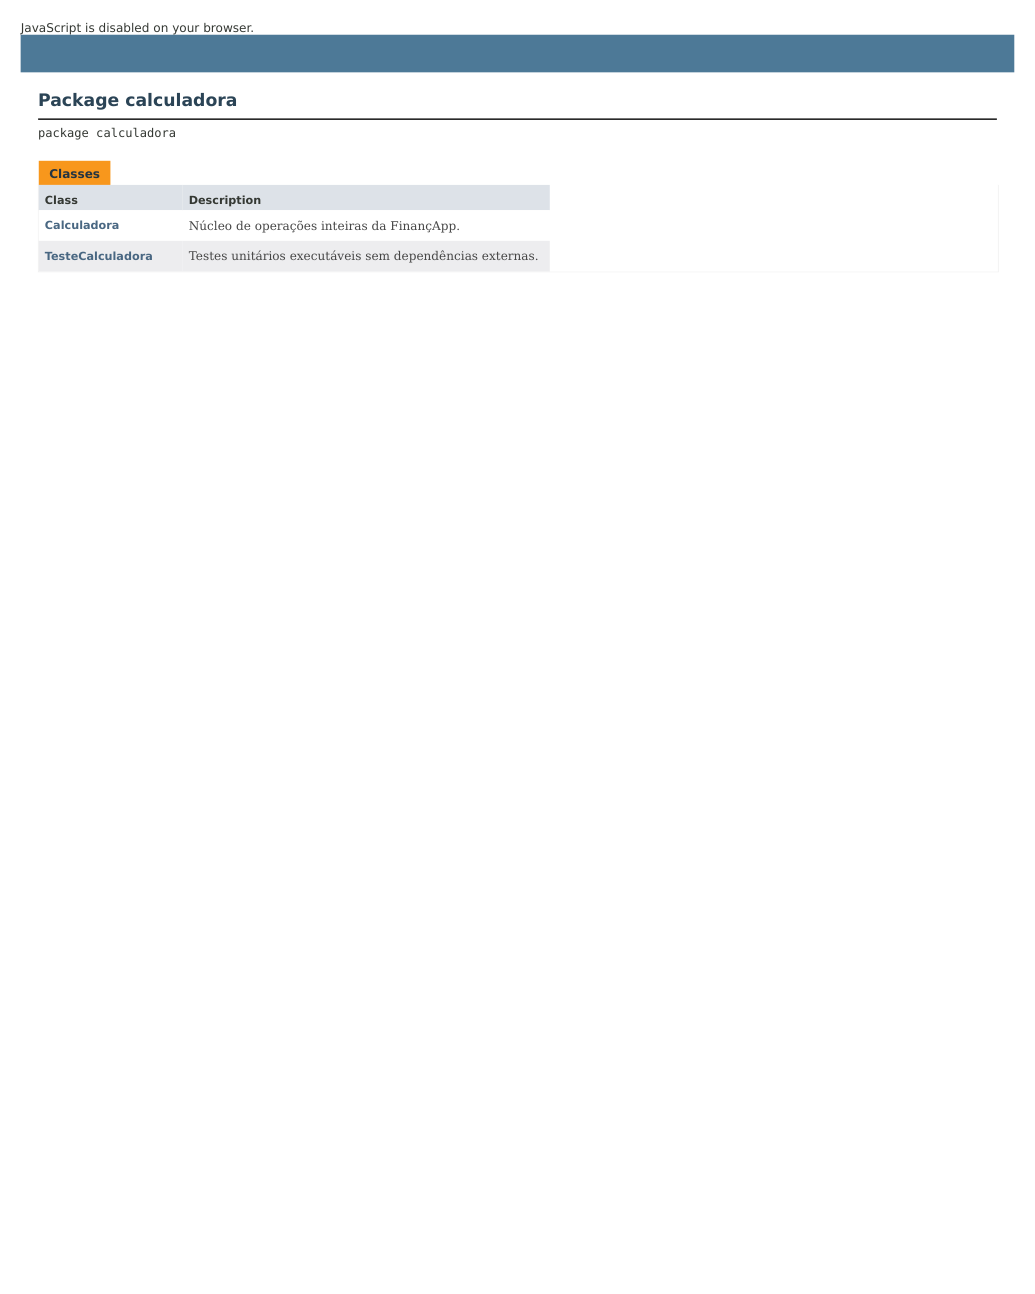 JavaScript is disabled on your browser.
Package calculadora
package calculadora
Classes
Class Description
Calculadora Núcleo de operações inteiras da FinançApp.
TesteCalculadora Testes unitários executáveis sem dependências externas.